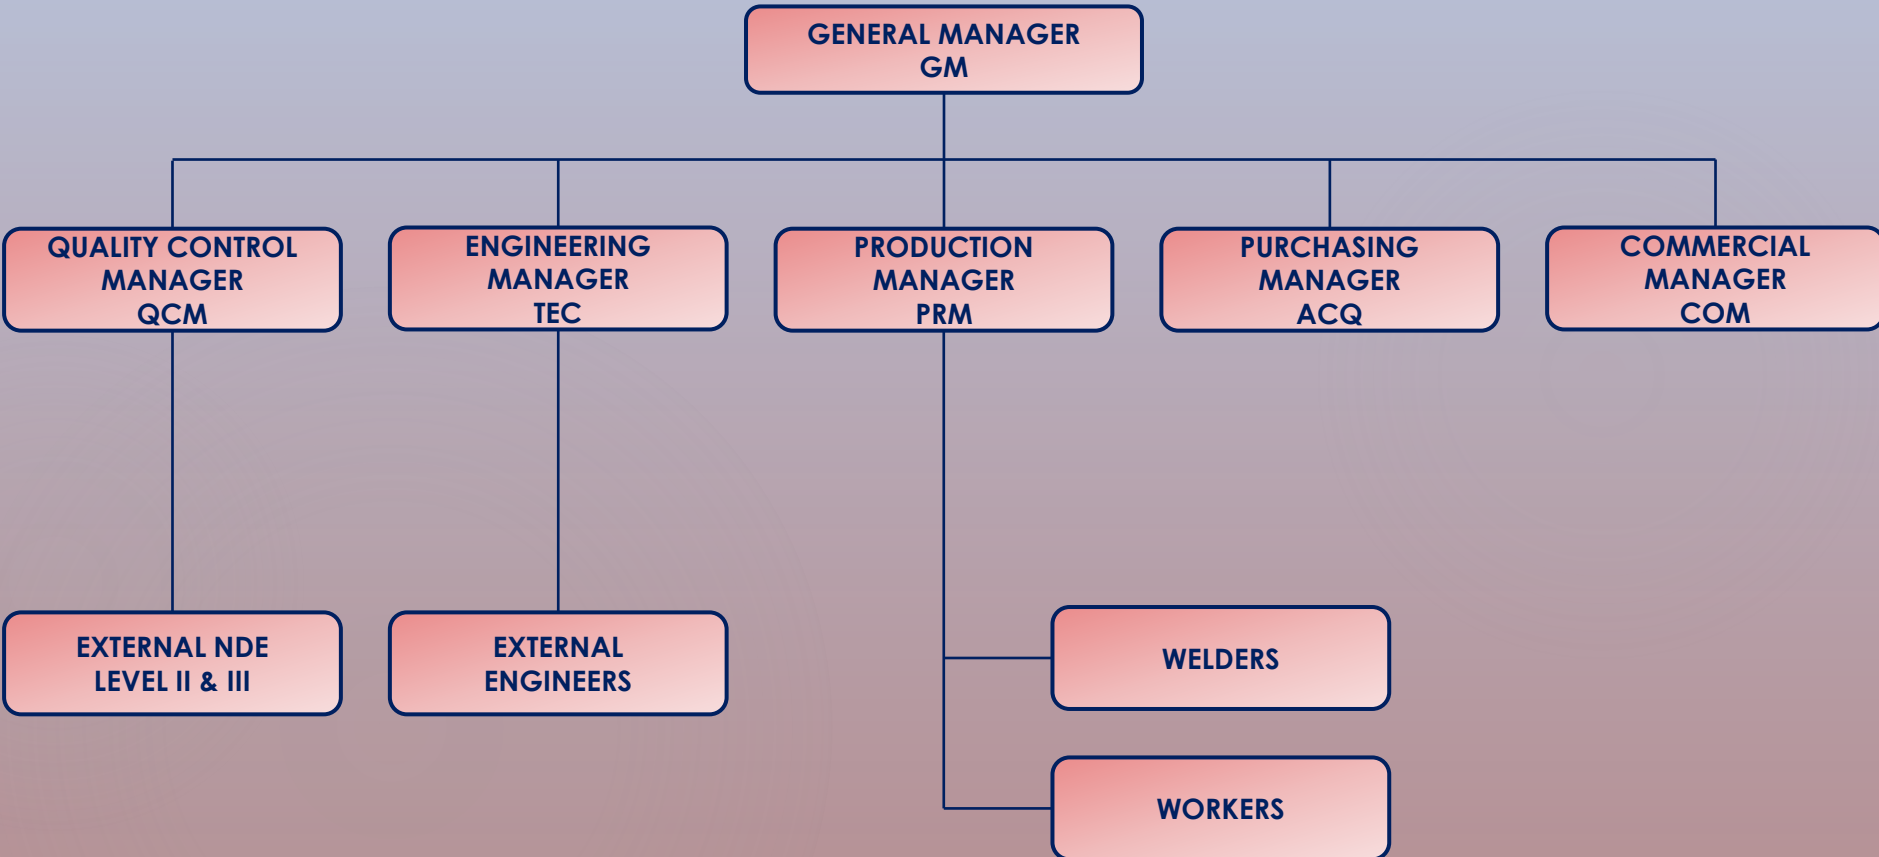 GENERAL MANAGER
GM
QUALITY CONTROL
MANAGER
QCM
ENGINEERING
MANAGER
TEC
PRODUCTION
MANAGER
PRM
PURCHASING
MANAGER
ACQ
COMMERCIAL
MANAGER
COM
EXTERNAL NDE
LEVEL II & III
EXTERNAL
ENGINEERS
WELDERS
WORKERS